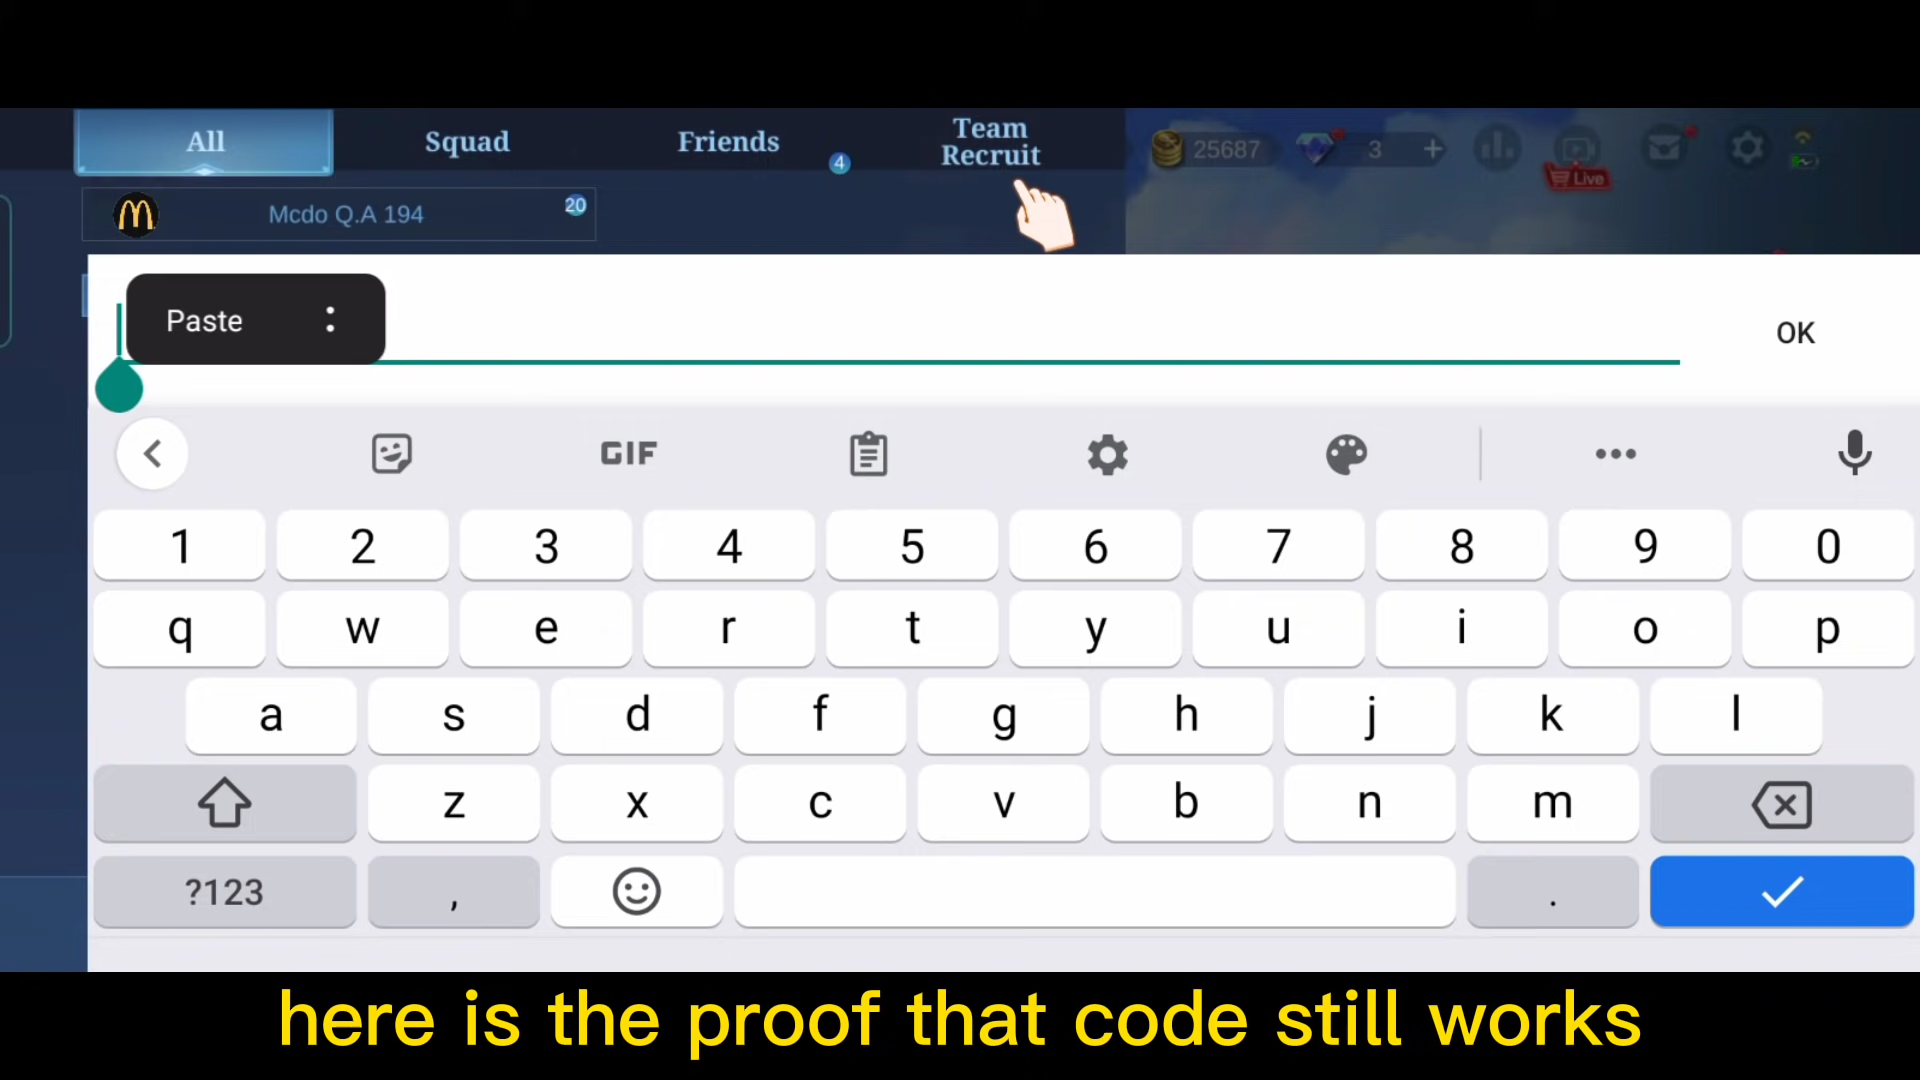 All
Squad
Friends
4
Team
Recruit
25687
3
Live
Mcdo Q.A 194
20
Paste
OK
GIF
1 2 3 4 5 6 7 8 9 0
q w e r t y u i o p
a s d f g h j k l
z x c v b n m
?123 , .
here is the proof that code still works